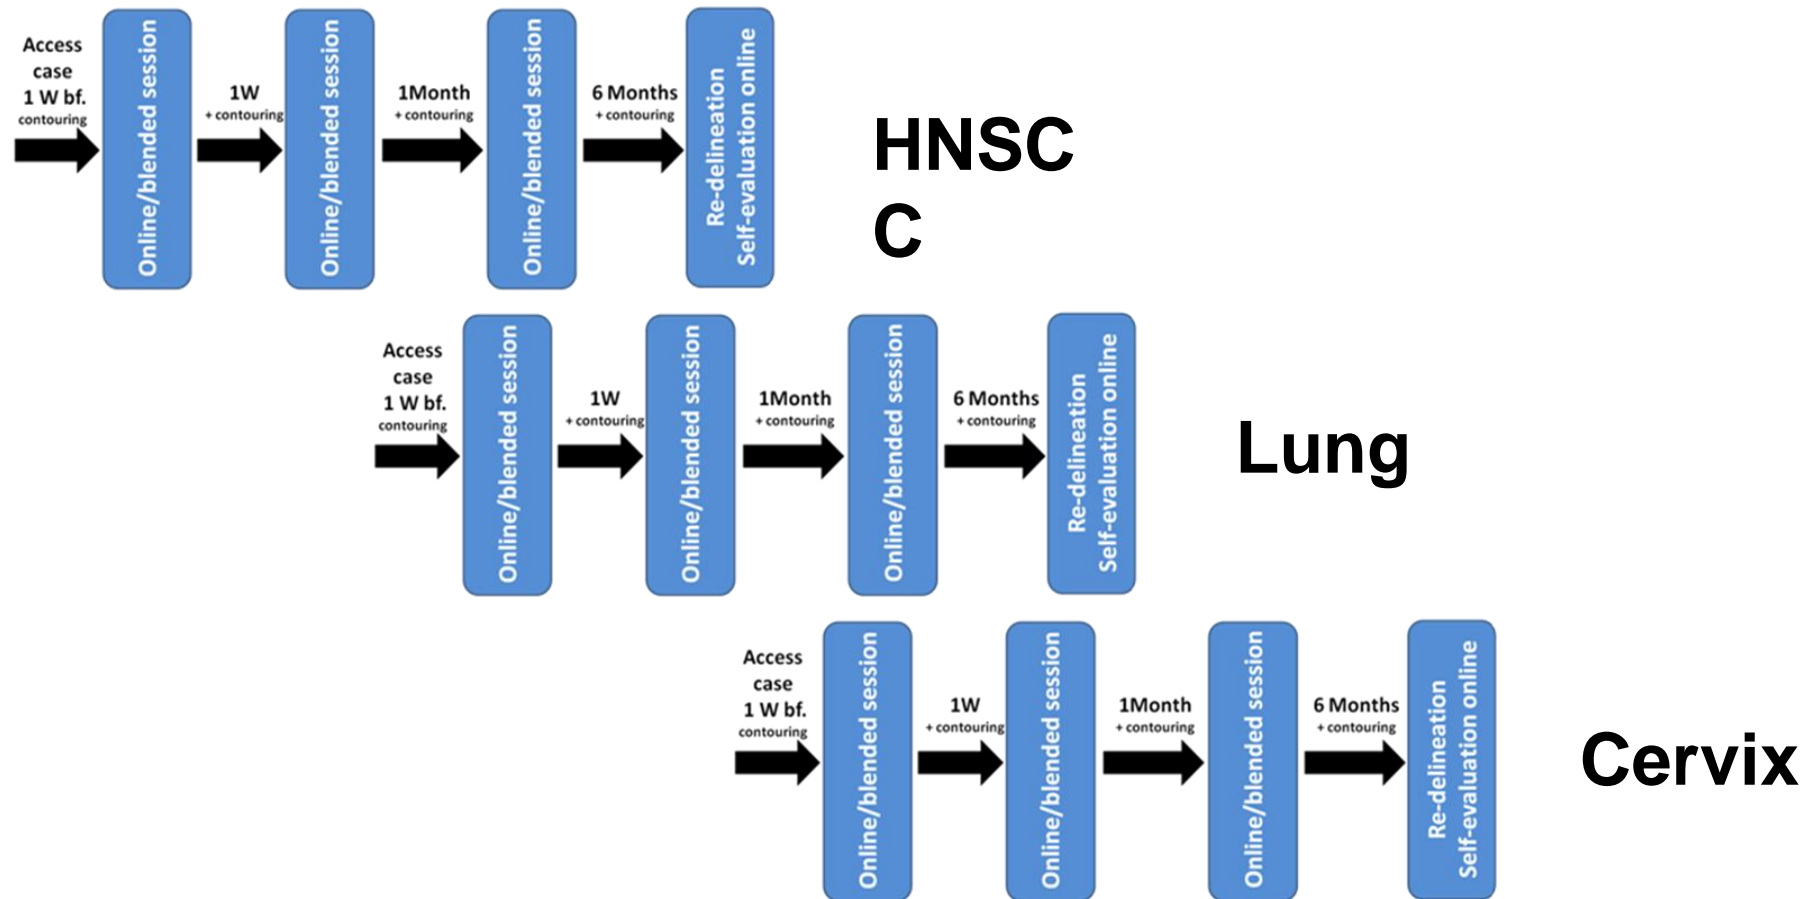 Access
case
1 W bf.
contouring
Online/blended session
1W
+ contouring
Online/blended session
1Month
+ contouring
Online/blended session
6 Months
+ contouring
Re-delineation
Self-evaluation online
HNSC
C
Access
case
1 W bf.
contouring
Online/blended session
1W
+ contouring
Online/blended session
1Month
+ contouring
Online/blended session
6 Months
+ contouring
Re-delineation
Self-evaluation online
Lung
Access
case
1 W bf.
contouring
Online/blended session
1W
+ contouring
Online/blended session
1Month
+ contouring
Online/blended session
6 Months
+ contouring
Re-delineation
Self-evaluation online
Cervix